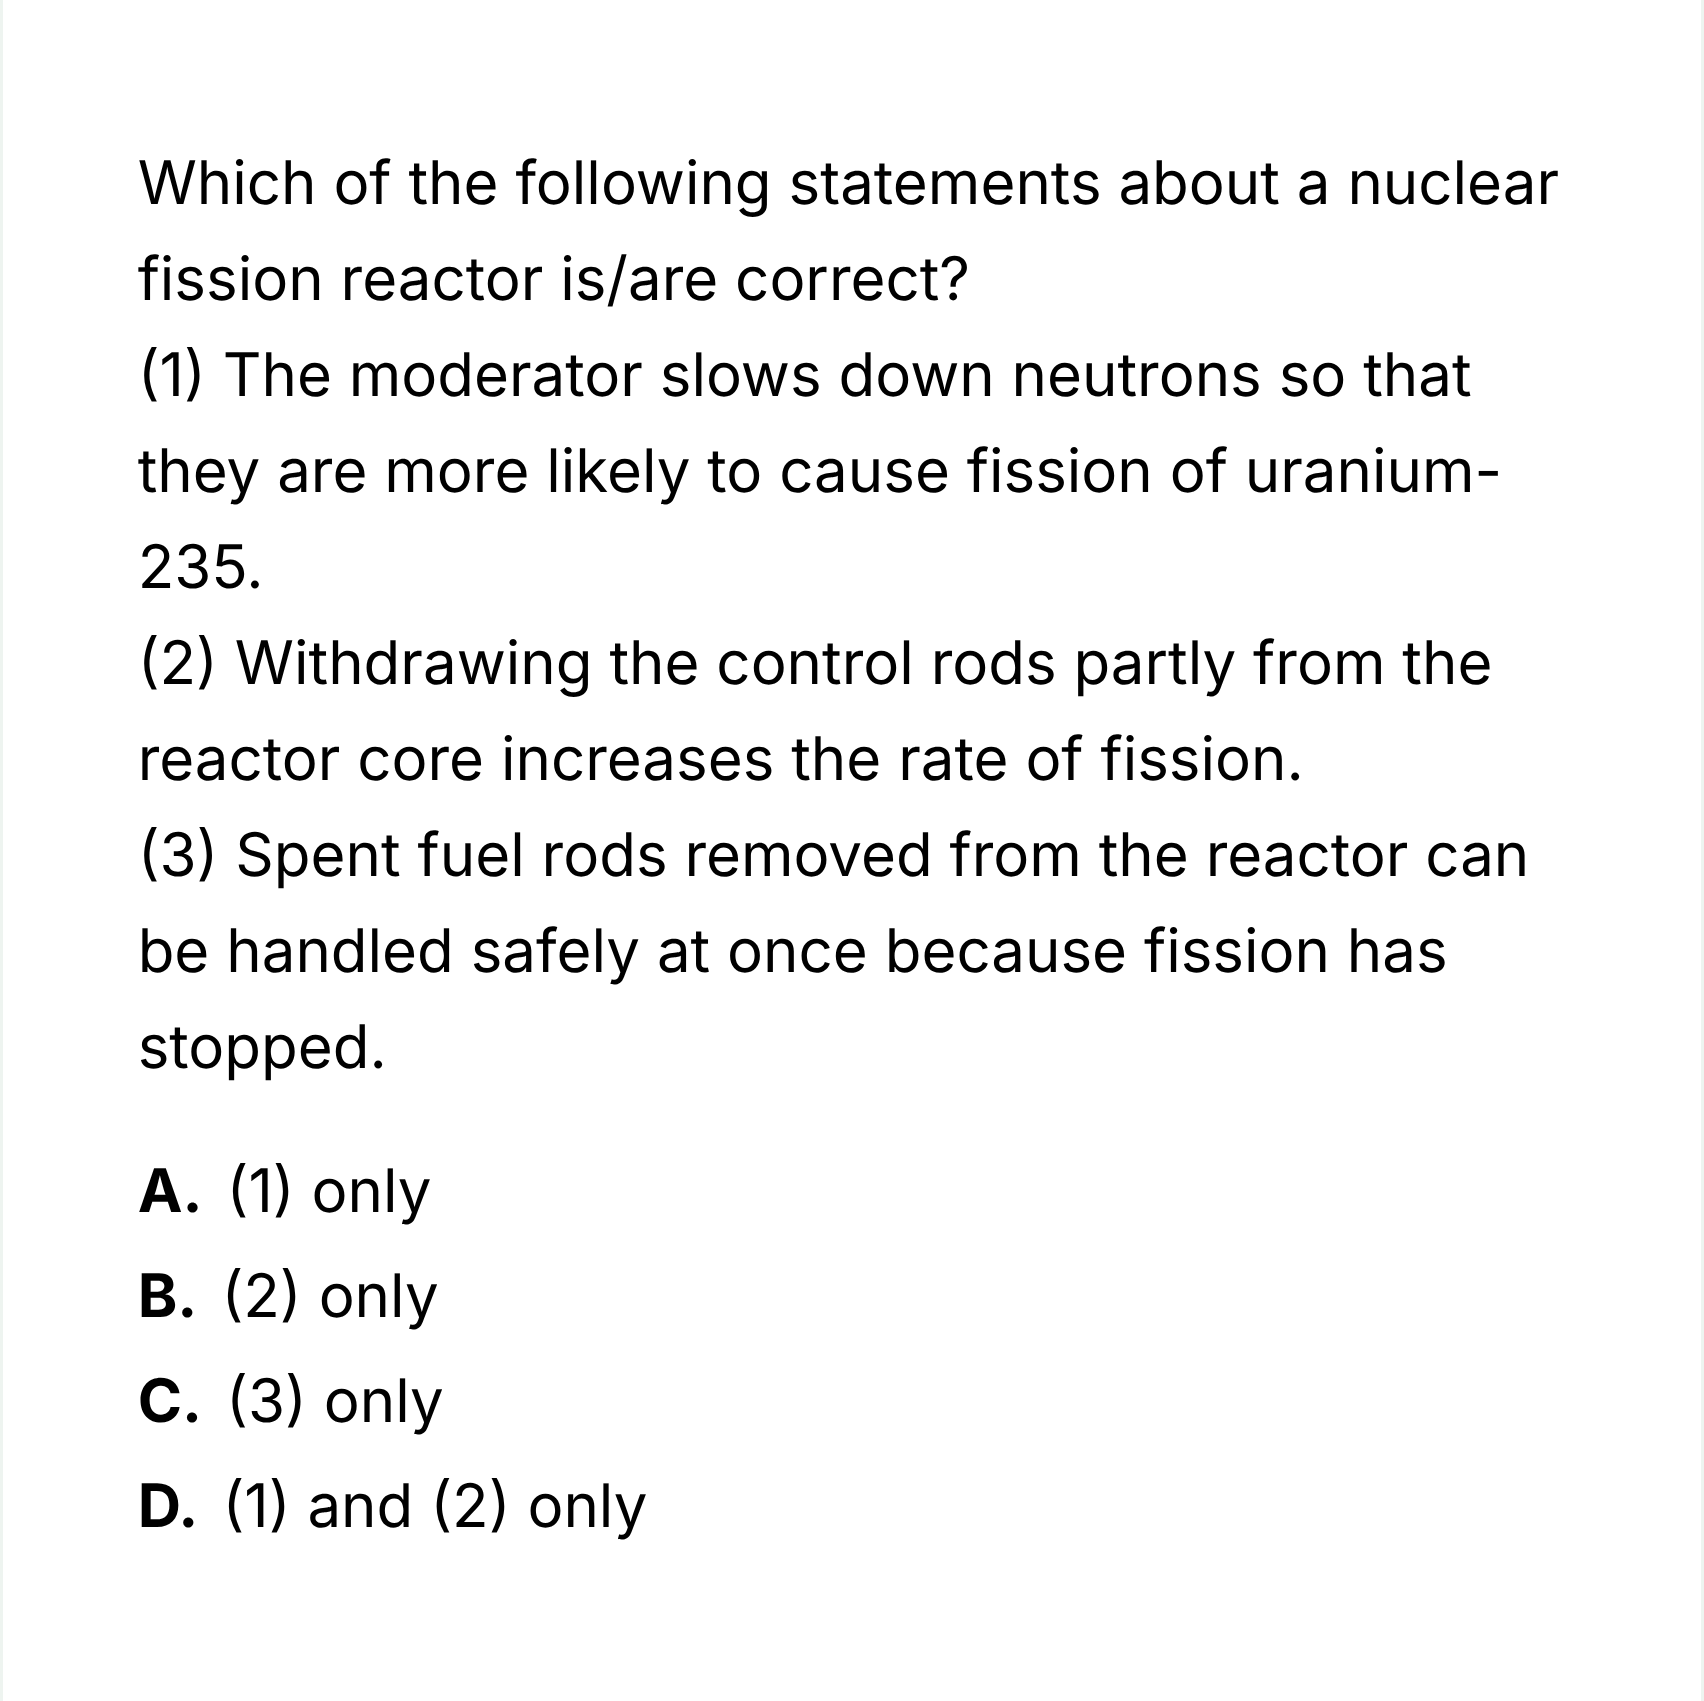 Which of the following statements about a nuclear
fission reactor is/are correct?
(1) The moderator slows down neutrons so that
they are more likely to cause fission of uranium-
235.
(2) Withdrawing the control rods partly from the
reactor core increases the rate of fission.
(3) Spent fuel rods removed from the reactor can
be handled safely at once because fission has
stopped.
A. (1) only
B. (2) only
C. (3) only
D. (1) and (2) only